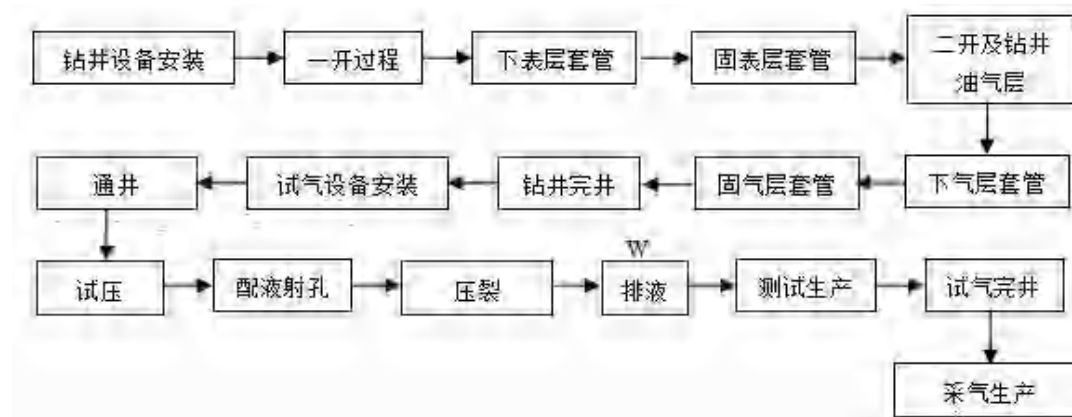 钻井设备安装
一开过程
下表层套管
固表层套管
二开及钻井
油气层
通井
试气设备安装
钻井完井
固气层套管
下气层套管
W
试压
配液射孔
压裂
排液
测试生产
试气完井
采气生产